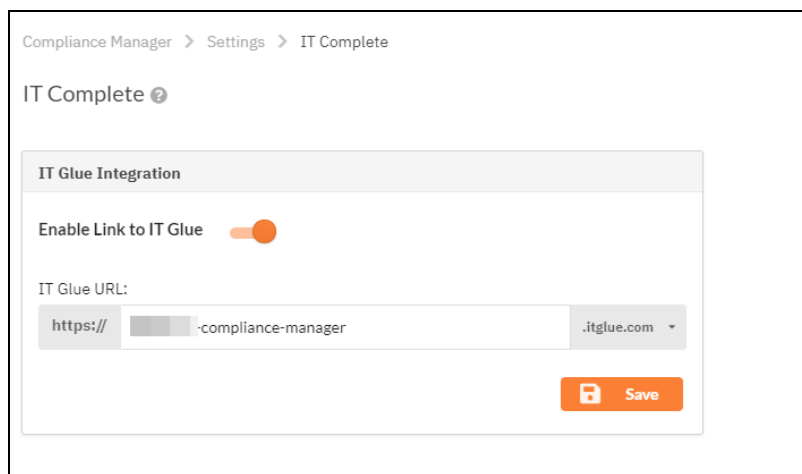 Compliance Manager > Settings > IT Complete
IT Complete ?
IT Glue Integration
Enable Link to IT Glue
IT Glue URL:
https:// -compliance-manager .itglue.com
Save